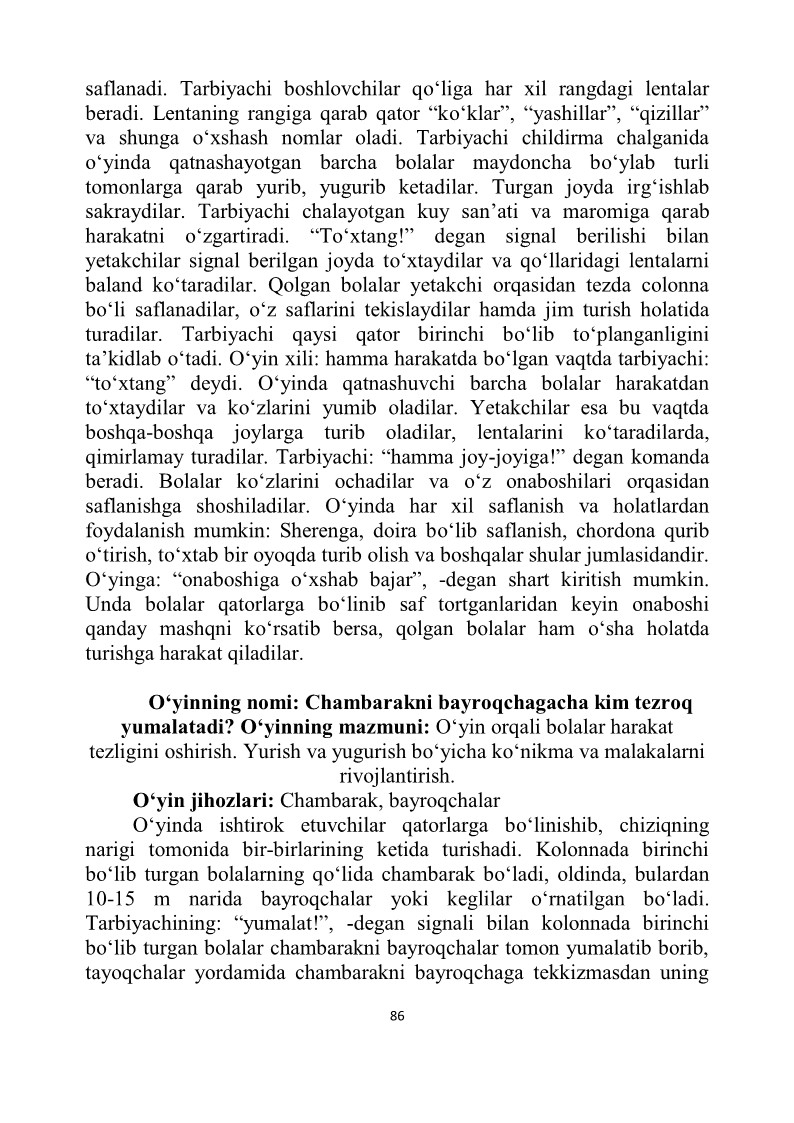 saflanadi. Tarbiyachi boshlovchilar qo‘liga har xil rangdagi lentalar
beradi. Lentaning rangiga qarab qator “ko‘klar”, “yashillar”, “qizillar”
va shunga o‘xshash nomlar oladi. Tarbiyachi childirma chalganida
o‘yinda qatnashayotgan barcha bolalar maydoncha bo‘ylab turli
tomonlarga qarab yurib, yugurib ketadilar. Turgan joyda irg‘ishlab
sakraydilar. Tarbiyachi chalayotgan kuy san’ati va maromiga qarab
harakatni o‘zgartiradi. “To‘xtang!” degan signal berilishi bilan
yetakchilar signal berilgan joyda to‘xtaydilar va qo‘llaridagi lentalarni
baland ko‘taradilar. Qolgan bolalar yetakchi orqasidan tezda colonna
bo‘li saflanadilar, o‘z saflarini tekislaydilar hamda jim turish holatida
turadilar. Tarbiyachi qaysi qator birinchi bo‘lib to‘planganligini
ta’kidlab o‘tadi. O‘yin xili: hamma harakatda bo‘lgan vaqtda tarbiyachi:
“to‘xtang” deydi. O‘yinda qatnashuvchi barcha bolalar harakatdan
to‘xtaydilar va ko‘zlarini yumib oladilar. Yetakchilar esa bu vaqtda
boshqa-boshqa joylarga turib oladilar, lentalarini ko‘taradilarda,
qimirlamay turadilar. Tarbiyachi: “hamma joy-joyiga!” degan komanda
beradi. Bolalar ko‘zlarini ochadilar va o‘z onaboshilari orqasidan
saflanishga shoshiladilar. O‘yinda har xil saflanish va holatlardan
foydalanish mumkin: Sherenga, doira bo‘lib saflanish, chordona qurib
o‘tirish, to‘xtab bir oyoqda turib olish va boshqalar shular jumlasidandir.
O‘yinga: “onaboshiga o‘xshab bajar”, -degan shart kiritish mumkin.
Unda bolalar qatorlarga bo‘linib saf tortganlaridan keyin onaboshi
qanday mashqni ko‘rsatib bersa, qolgan bolalar ham o‘sha holatda
turishga harakat qiladilar.
O‘yinning nomi: Chambarakni bayroqchagacha kim tezroq
yumalatadi? O‘yinning mazmuni: O‘yin orqali bolalar harakat
tezligini oshirish. Yurish va yugurish bo‘yicha ko‘nikma va malakalarni
rivojlantirish.
O‘yin jihozlari: Chambarak, bayroqchalar
O‘yinda ishtirok etuvchilar qatorlarga bo‘linishib, chiziqning
narigi tomonida bir-birlarining ketida turishadi. Kolonnada birinchi
bo‘lib turgan bolalarning qo‘lida chambarak bo‘ladi, oldinda, bulardan
10-15 m narida bayroqchalar yoki keglilar o‘rnatilgan bo‘ladi.
Tarbiyachining: “yumalat!”, -degan signali bilan kolonnada birinchi
bo‘lib turgan bolalar chambarakni bayroqchalar tomon yumalatib borib,
tayoqchalar yordamida chambarakni bayroqchaga tekkizmasdan uning
86